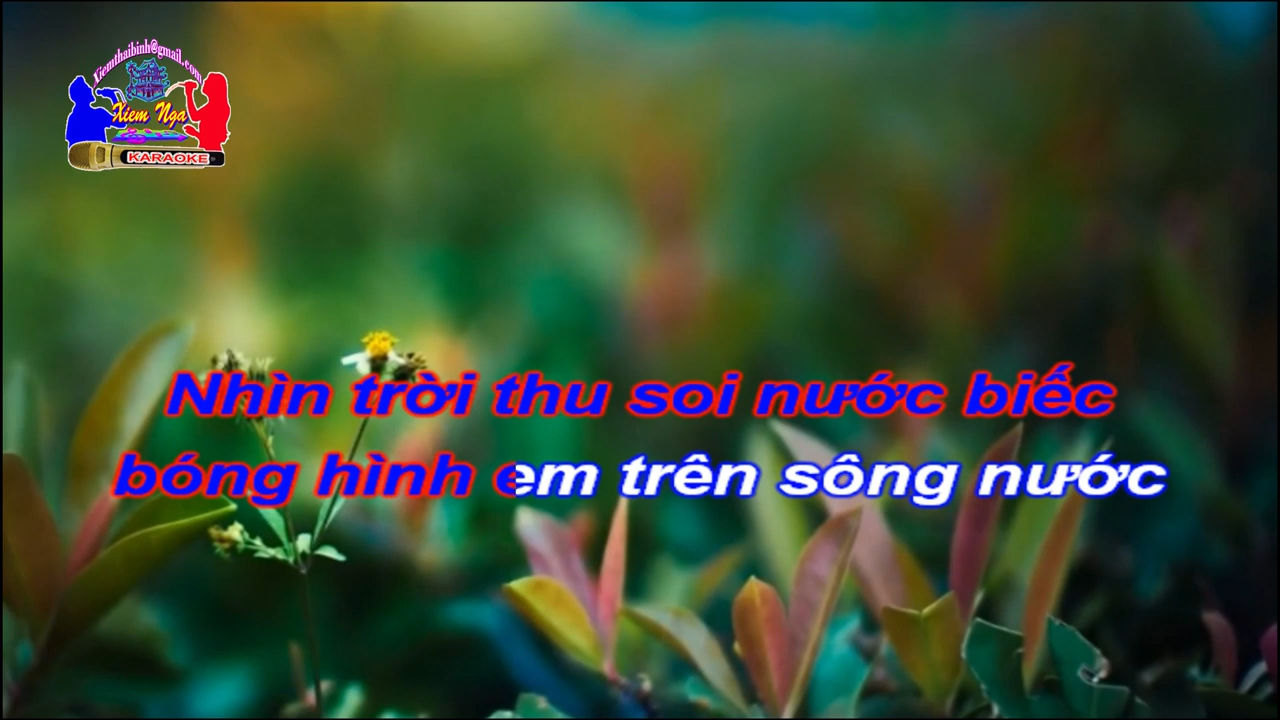 Xiemthaibinh@gmail.com
Xiem Nga
KARAOKE
Nhìn trời thu soi nước biếc
bóng hình em trên sông nước